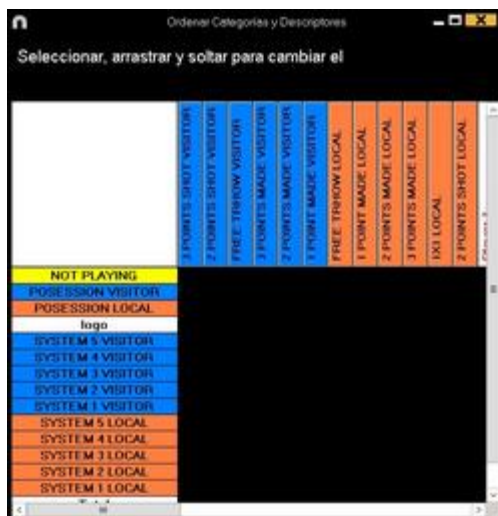 Ordenar Categorias y Descriptores
Seleccionar, arrastrar y soltar para cambiar el
3 POINTS SHOT VISITOR
2 POINTS SHOT VISITOR
FREE TRHOW VISITOR
3 POINTS MADE VISITOR
2 POINTS MADE VISITOR
1 POINT MADE VISITOR
FREE TRHOW LOCAL
1 POINT MADE LOCAL
2 POINTS MADE LOCAL
3 POINTS MADE LOCAL
1X1 LOCAL
2 POINTS SHOT LOCAL
NOT PLAYING
POSESSION VISITOR
POSESSION LOCAL
logo
SYSTEM 5 VISITOR
SYSTEM 4 VISITOR
SYSTEM 3 VISITOR
SYSTEM 2 VISITOR
SYSTEM 1 VISITOR
SYSTEM 5 LOCAL
SYSTEM 4 LOCAL
SYSTEM 3 LOCAL
SYSTEM 2 LOCAL
SYSTEM 1 LOCAL